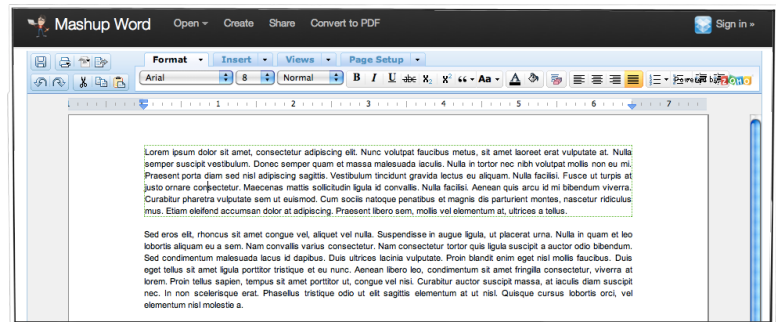 Mashup Word Open Create Share Convert to PDF Sign in »
Format Insert Views Page Setup
Arial 8 Normal B I U abc X₂ X² Aa A ZOHO
1 2 3 4 5 6 7
Lorem ipsum dolor sit amet, consectetur adipiscing elit. Nunc volutpat faucibus metus, sit amet laoreet erat vulputate at. Nulla
semper suscipit vestibulum. Donec semper quam et massa malesuada iaculis. Nulla in tortor nec nibh volutpat mollis non eu mi.
Praesent porta diam sed nisl adipiscing sagittis. Vestibulum tincidunt gravida lectus eu aliquam. Nulla facilisi. Fusce ut turpis at
justo ornare consectetur. Maecenas mattis sollicitudin ligula id convallis. Nulla facilisi. Aenean quis arcu id mi bibendum viverra.
Curabitur pharetra vulputate sem ut euismod. Cum sociis natoque penatibus et magnis dis parturient montes, nascetur ridiculus
mus. Etiam eleifend accumsan dolor at adipiscing. Praesent libero sem, mollis vel elementum at, ultrices a tellus.
Sed eros elit, rhoncus sit amet congue vel, aliquet vel nulla. Suspendisse in augue ligula, ut placerat urna. Nulla in quam et leo
lobortis aliquam eu a sem. Nam convallis varius consectetur. Nam consectetur tortor quis ligula suscipit a auctor odio bibendum.
Sed condimentum malesuada lacus id dapibus. Duis ultrices lacinia vulputate. Proin blandit enim eget nisl mollis faucibus. Duis
eget tellus sit amet ligula porttitor tristique et eu nunc. Aenean libero leo, condimentum sit amet fringilla consectetur, viverra at
lorem. Proin tellus sapien, tempus sit amet porttitor ut, congue vel nisi. Curabitur auctor suscipit massa, at iaculis diam suscipit
nec. In non scelerisque erat. Phasellus tristique odio ut elit sagittis elementum at ut nisl. Quisque cursus lobortis orci, vel
elementum nisl molestie a.